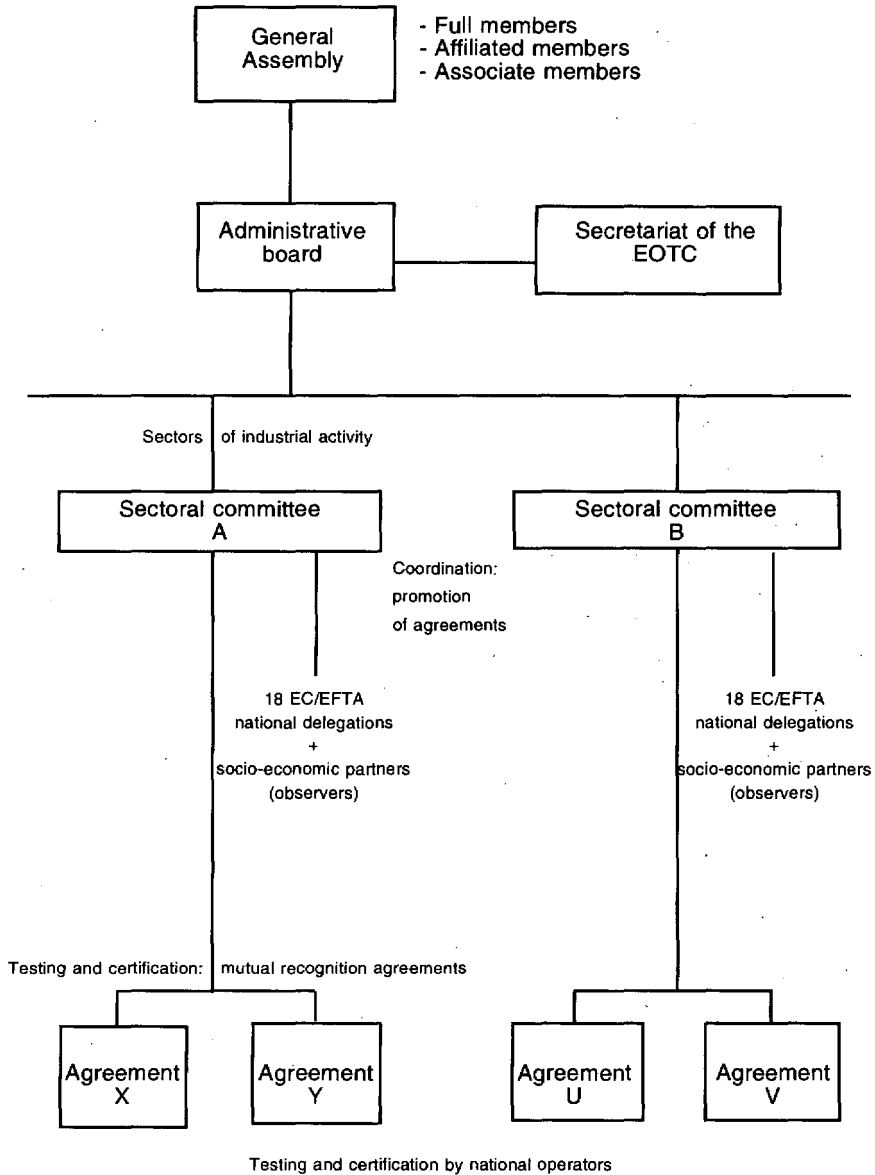 General
Assembly
- Full members
- Affiliated members
- Associate members
Administrative
board
Secretariat of the
EOTC
Sectors of industrial activity
Sectoral committee
A
Sectoral committee
B
Coordination:
promotion
of agreements
18 EC/EFTA
national delegations
+
socio-economic partners
(observers)
18 EC/EFTA
national delegations
+
socio-economic partners
(observers)
Testing and certification: mutual recognition agreements
Agreement
X
Agreement
Y
Agreement
U
Agreement
V
Testing and certification by national operators